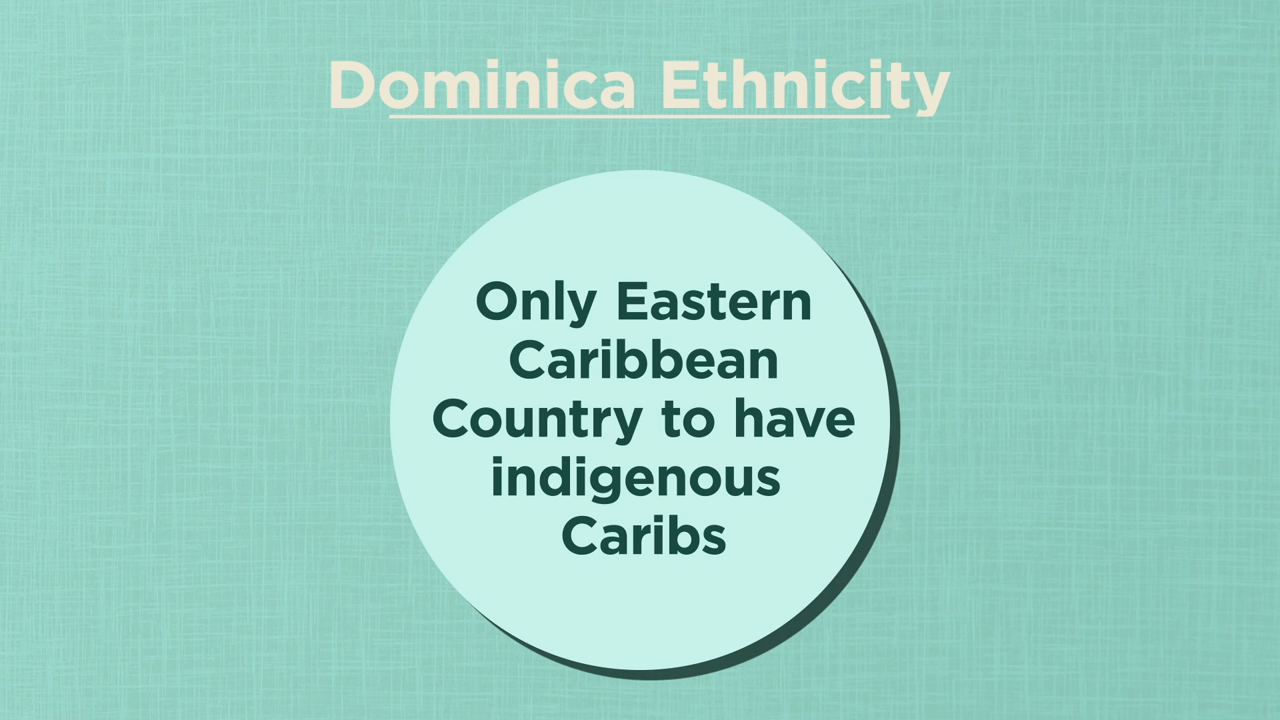 Dominica Ethnicity
Only Eastern
Caribbean
Country to have
indigenous
Caribs